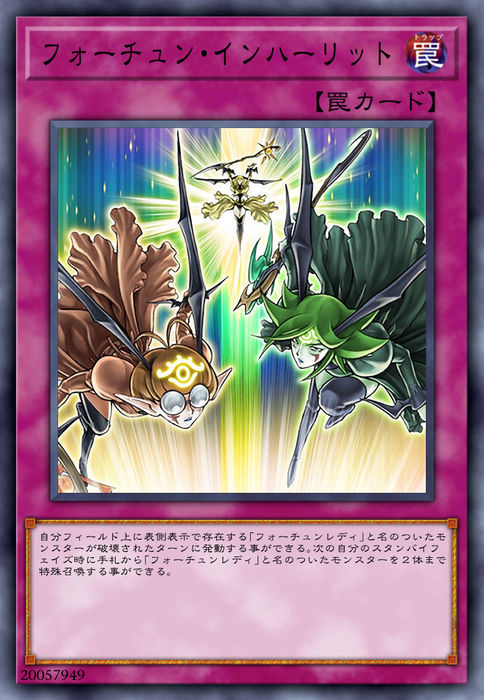 フォーチュン・インハーリット
トラップ
罠
【罠カード】
自分フィールド上に表側表示で存在する「フォーチュンレディ」と名のついたモ
ンスターが破壊されたターンに発動する事ができる。次の自分のスタンバイフ
ェイズ時に手札から「フォーチュンレディ」と名のついたモンスターを２体まで
特殊召喚する事ができる。
20057949